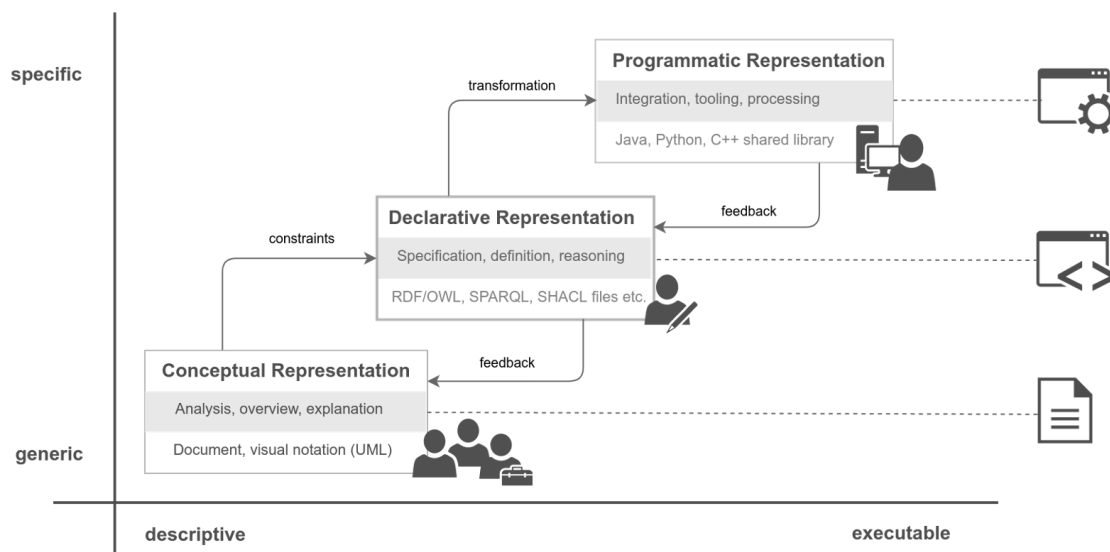 specific
Programmatic Representation
transformation
Integration, tooling, processing
Java, Python, C++ shared library
feedback
Declarative Representation
constraints
Specification, definition, reasoning
RDF/OWL, SPARQL, SHACL files etc.
feedback
Conceptual Representation
Analysis, overview, explanation
Document, visual notation (UML)
generic
descriptive
executable